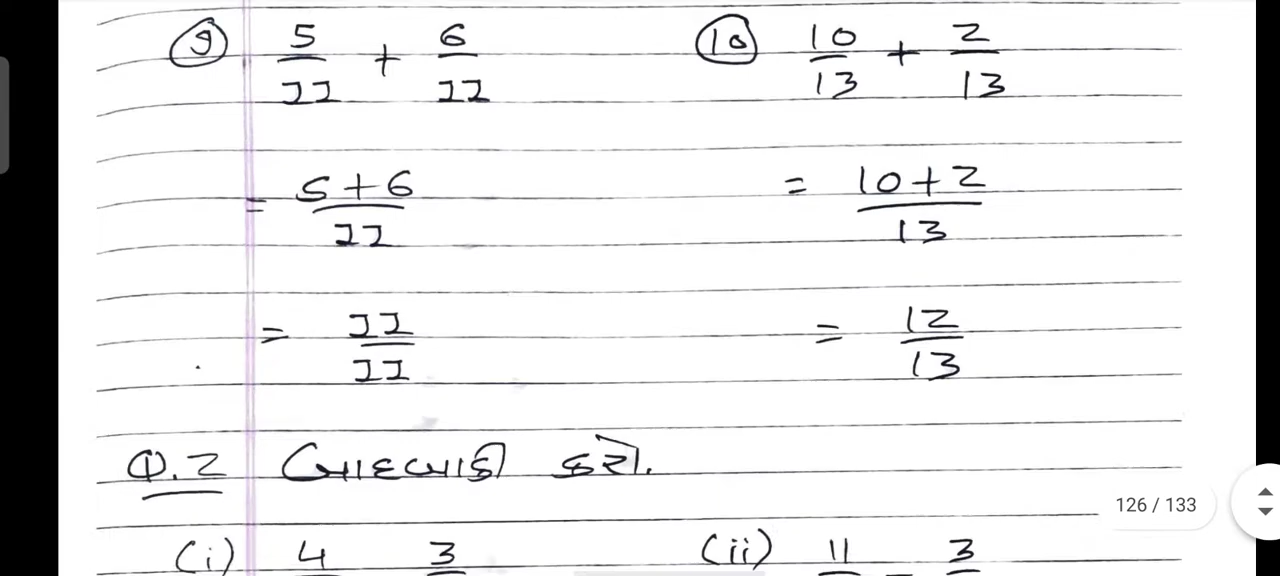 (9) 5/11 + 6/11 (10) 10/13 + 2/13
= 5+6/11 = 10+2/13
= 11/11 = 12/13
Q.2 બાદબાકી કરો.
126 / 133
(i) 4 3 (ii) 11 - 3